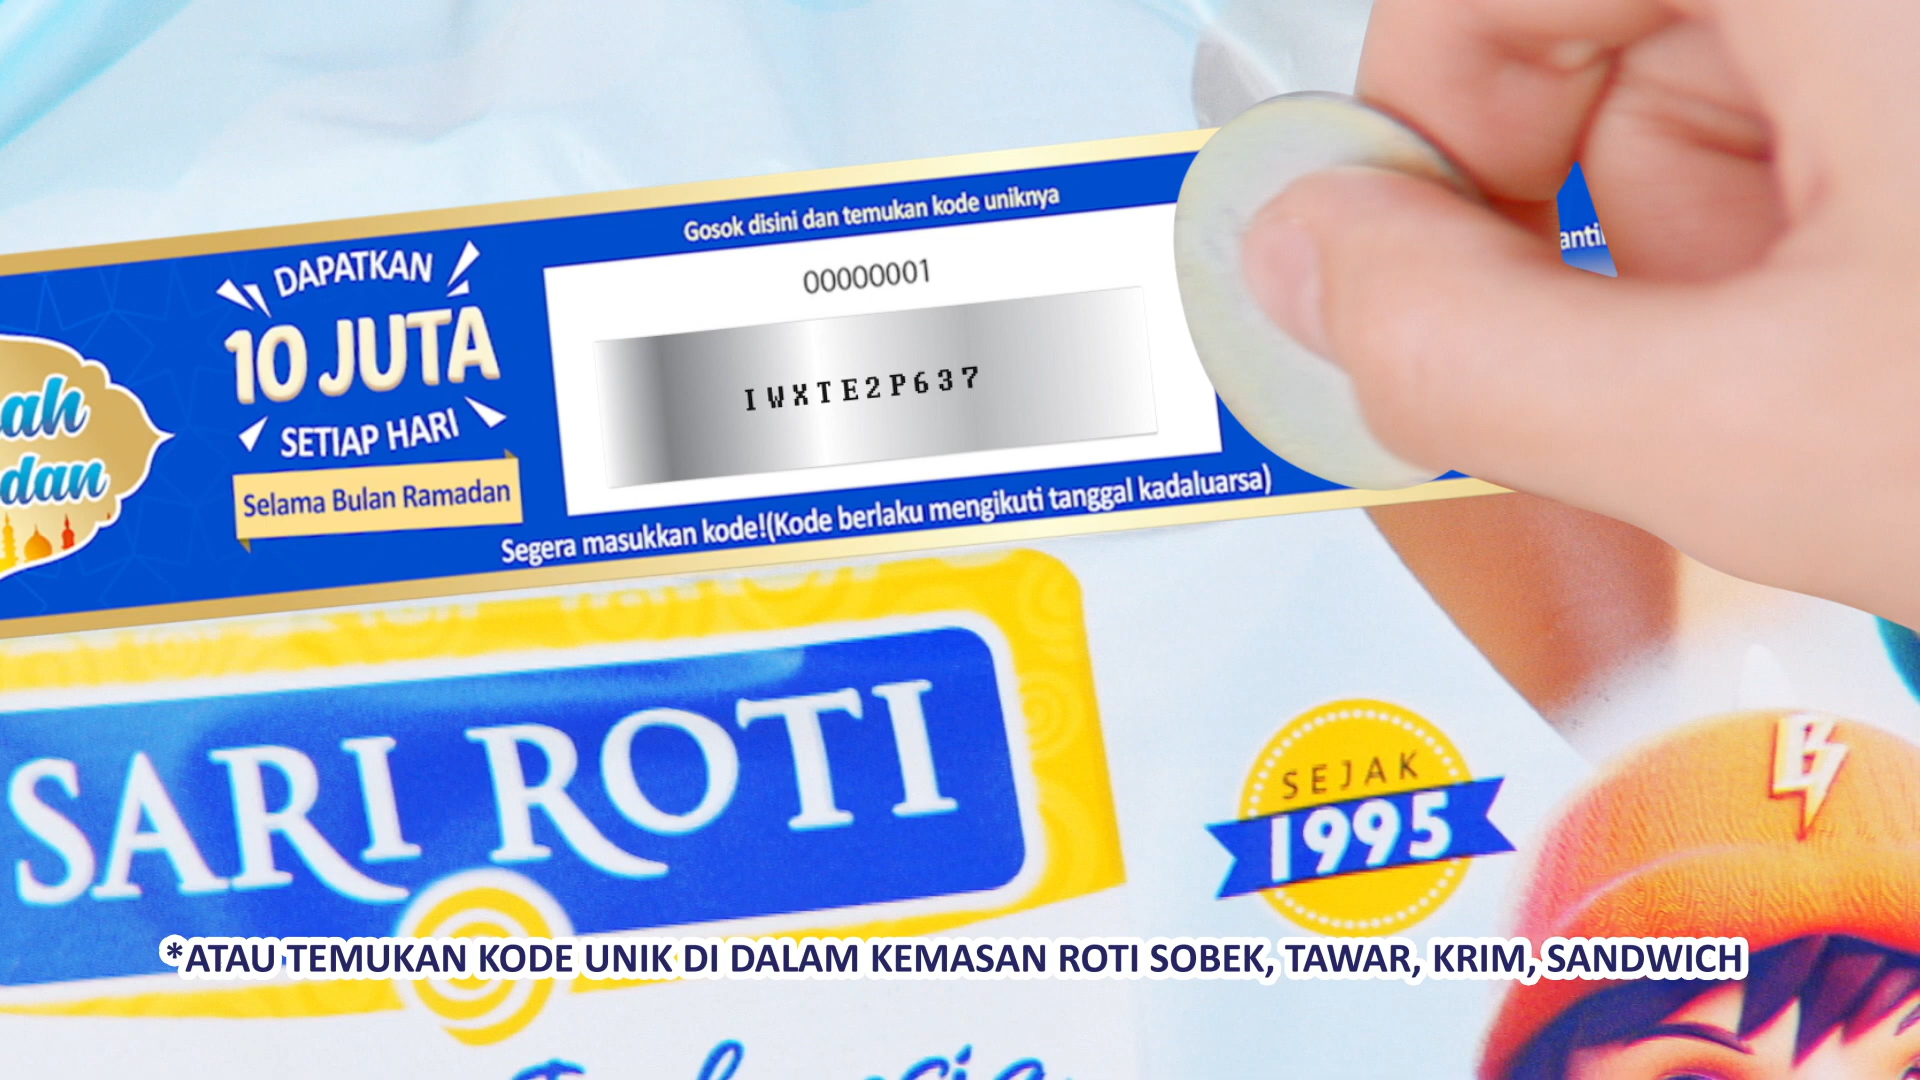 Gosok disini dan temukan kode uniknya
00000001
IWXTE2P637
DAPATKAN
10 JUTA
SETIAP HARI
Selama Bulan Ramadan
Segera masukkan kode!(Kode berlaku mengikuti tanggal kadaluarsa)
SARI ROTI
SEJAK
1995
*ATAU TEMUKAN KODE UNIK DI DALAM KEMASAN ROTI SOBEK, TAWAR, KRIM, SANDWICH